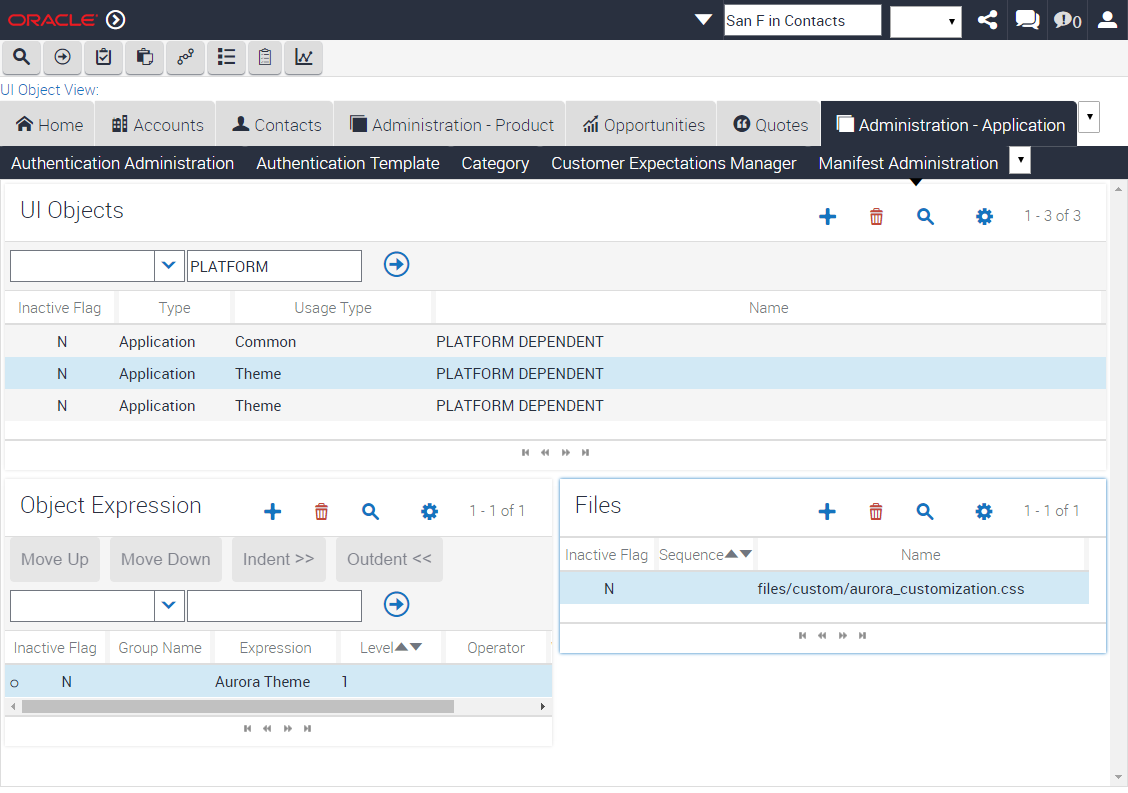 ORACLE San F in Contacts 0
UI Object View:
Home Accounts Contacts Administration - Product Opportunities Quotes Administration - Application
Authentication Administration Authentication Template Category Customer Expectations Manager Manifest Administration
UI Objects 1 - 3 of 3
PLATFORM
Inactive Flag Type Usage Type Name
N Application Common PLATFORM DEPENDENT
N Application Theme PLATFORM DEPENDENT
N Application Theme PLATFORM DEPENDENT
Object Expression 1 - 1 of 1
Move Up Move Down Indent >> Outdent <<
Inactive Flag Group Name Expression Level Operator
N Aurora Theme 1
Files 1 - 1 of 1
Inactive Flag Sequence Name
N files/custom/aurora_customization.css